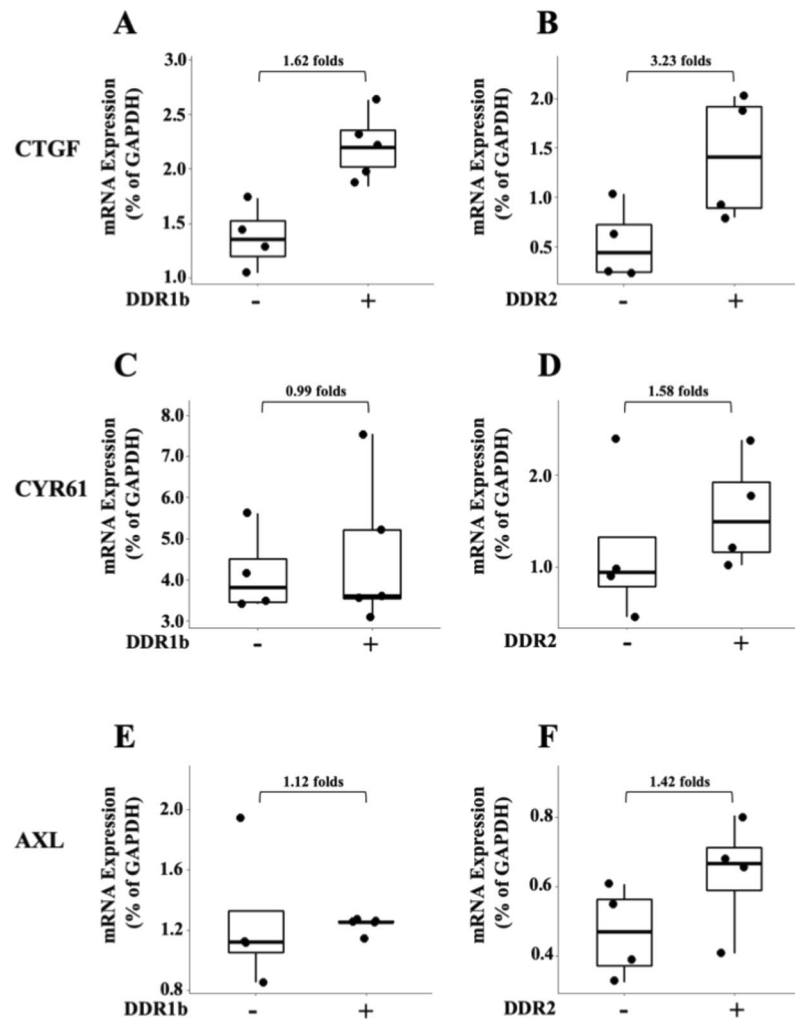 A
B
1.62 folds
3.23 folds
CTGF
mRNA Expression
(% of GAPDH)
3.0
2.5
2.0
1.5
1.0
DDR1b
-
+
mRNA Expression
(% of GAPDH)
2.0
1.5
1.0
0.5
DDR2
-
+
C
D
0.99 folds
1.58 folds
CYR61
mRNA Expression
(% of GAPDH)
8.0
7.0
6.0
5.0
4.0
3.0
DDR1b
-
+
mRNA Expression
(% of GAPDH)
2.0
1.0
DDR2
-
+
E
F
1.12 folds
1.42 folds
AXL
mRNA Expression
(% of GAPDH)
2.0
1.6
1.2
0.8
DDR1b
-
+
mRNA Expression
(% of GAPDH)
0.8
0.6
0.4
DDR2
-
+